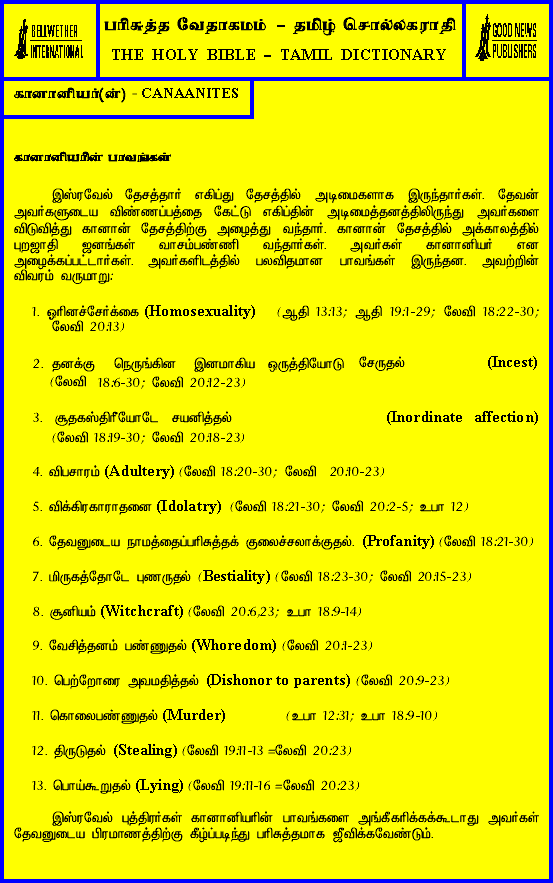 BELLWETHER
INTERNATIONAL
பரிசுத்த வேதாகமம் – தமிழ் சொல்லகராதி
THE HOLY BIBLE – TAMIL DICTIONARY
GOOD NEWS
PUBLISHERS
கானானியர்(ன்) - CANAANITES
கானானியரின் பாவங்கள்
இஸ்ரவேல் தேசத்தார் எகிப்து தேசத்தில் அடிமைகளாக இருந்தார்கள். தேவன்
அவர்களுடைய விண்ணப்பத்தை கேட்டு எகிப்தின் அடிமைத்தனத்திலிருந்து அவர்களை
விடுவித்து கானான் தேசத்திற்கு அழைத்து வந்தார். கானான் தேசத்தில் அக்காலத்தில்
புறஜாதி ஜனங்கள் வாசம்பண்ணி வந்தார்கள். அவர்கள் கானானியர் என
அழைக்கப்பட்டார்கள். அவர்களிடத்தில் பலவிதமான பாவங்கள் இருந்தன. அவற்றின்
விவரம் வருமாறு:
1. ஓரினச்சேர்க்கை (Homosexuality) (ஆதி 13:13; ஆதி 19:1-29; லேவி 18:22-30;
லேவி 20:13)
2. தனக்கு நெருங்கின இனமாகிய ஒருத்தியோடு சேருதல் (Incest)
(லேவி 18:6-30; லேவி 20:12-23)
3. சூதகஸ்திரீயோடே சயனித்தல் (Inordinate affection)
(லேவி 18:19-30; லேவி 20:18-23)
4. விபசாரம் (Adultery) (லேவி 18:20-30; லேவி 20:10-23)
5. விக்கிரகாராதனை (Idolatry) (லேவி 18:21-30; லேவி 20:2-5; உபா 12)
6. தேவனுடைய நாமத்தைப்பரிசுத்தக் குலைச்சலாக்குதல். (Profanity) (லேவி 18:21-30)
7. மிருகத்தோடே புணருதல் (Bestiality) (லேவி 18:23-30; லேவி 20:15-23)
8. சூனியம் (Witchcraft) (லேவி 20:6,23; உபா 18:9-14)
9. வேசித்தனம் பண்ணுதல் (Whoredom) (லேவி 20:1-23)
10. பெற்றோரை அவமதித்தல் (Dishonor to parents) (லேவி 20:9-23)
11. கொலைபண்ணுதல் (Murder) (உபா 12:31; உபா 18:9-10)
12. திருடுதல் (Stealing) (லேவி 19:11-13 =லேவி 20:23)
13. பொய்கூறுதல் (Lying) (லேவி 19:11-16 =லேவி 20:23)
இஸ்ரவேல் புத்திரர்கள் கானானியரின் பாவங்களை அங்கீகரிக்கக்கூடாது அவர்கள்
தேவனுடைய பிரமாணத்திற்கு கீழ்ப்படிந்து பரிசுத்தமாக ஜீவிக்கவேண்டும்.